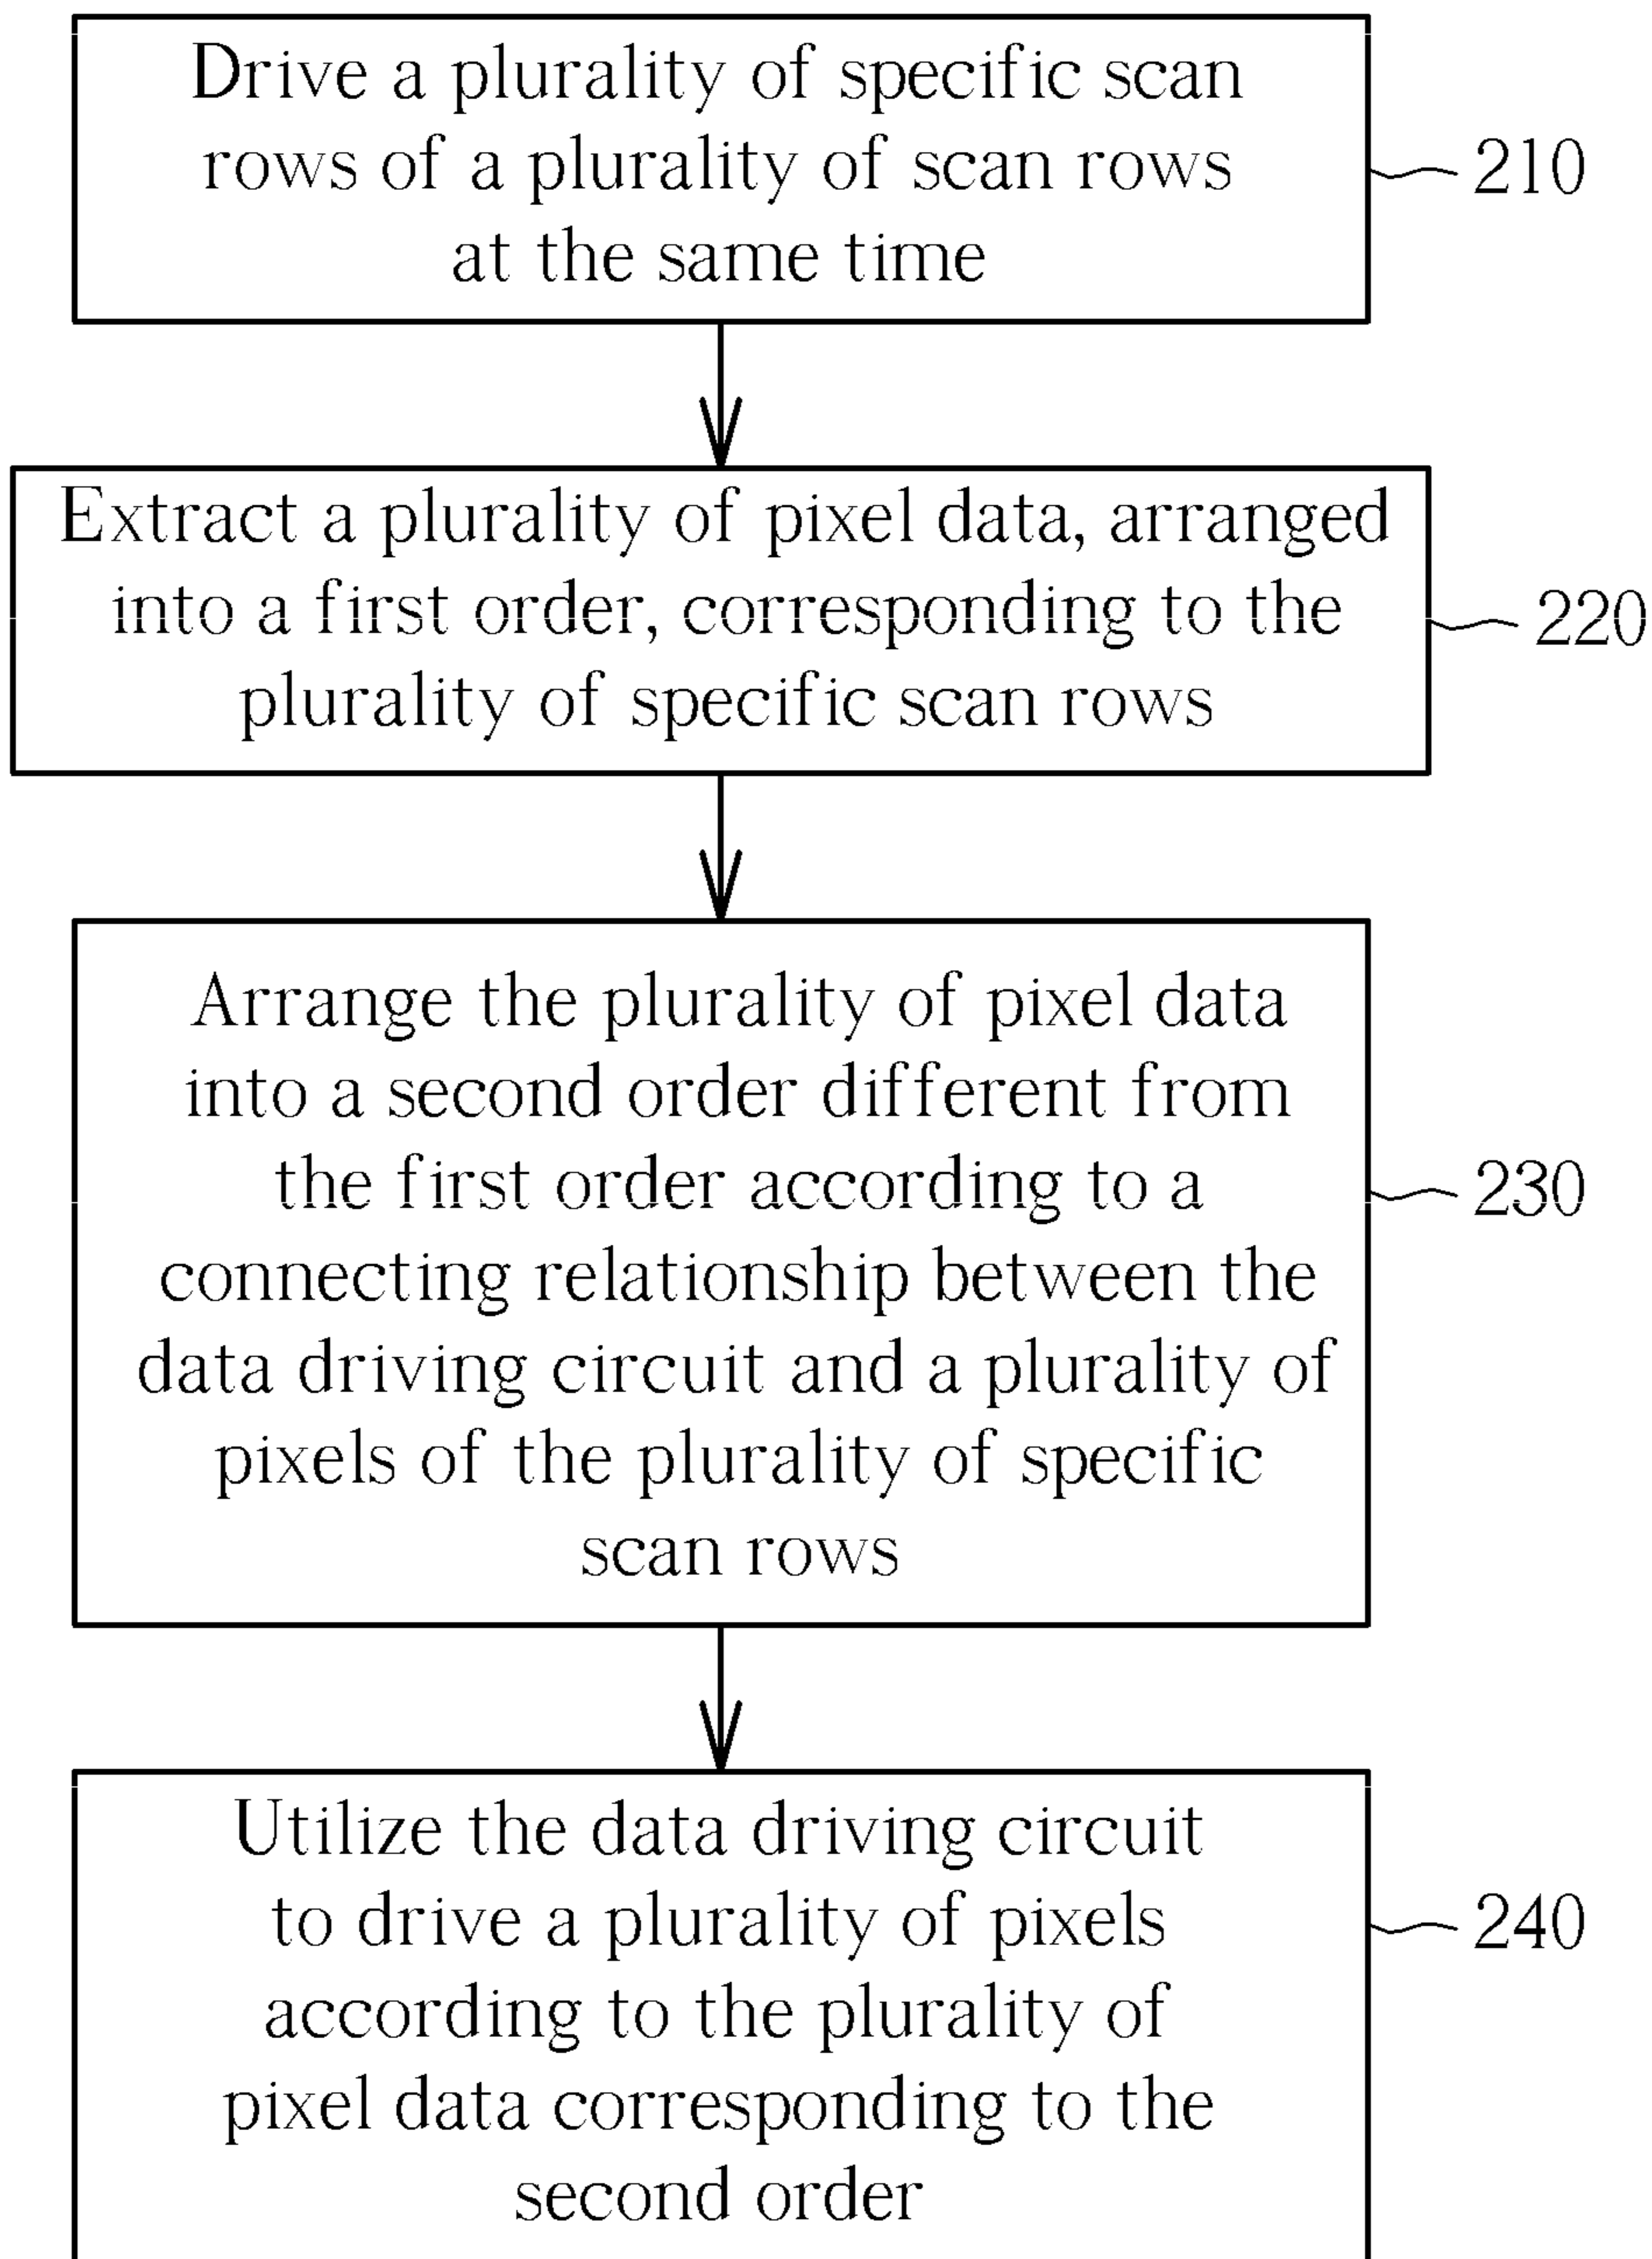 Drive a plurality of specific scan
rows of a plurality of scan rows
at the same time
210
Extract a plurality of pixel data, arranged
into a first order, corresponding to the
plurality of specific scan rows
220
Arrange the plurality of pixel data
into a second order different from
the first order according to a
connecting relationship between the
data driving circuit and a plurality of
pixels of the plurality of specific
scan rows
230
Utilize the data driving circuit
to drive a plurality of pixels
according to the plurality of
pixel data corresponding to the
second order
240